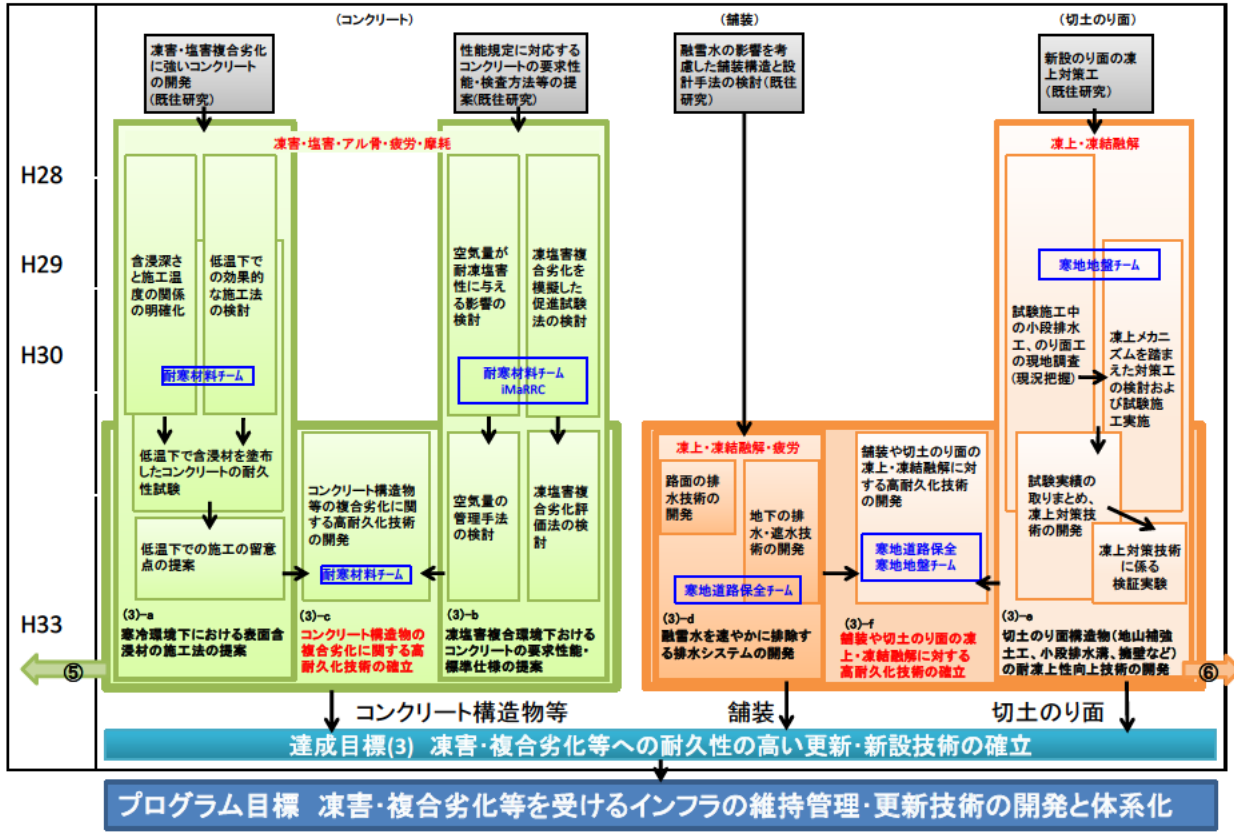 (コンクリート)
(舗装)
(切土のり面)
凍害・塩害複合劣化
に強いコンクリート
の開発
(既往研究)
性能規定に対応する
コンクリートの要求性
能・検査方法等の提
案(既往研究)
融雪水の影響を考
慮した舗装構造と設
計手法の検討(既往
研究)
新設のり面の凍
上対策工
(既往研究)
凍害・塩害・アル骨・疲労・摩耗
凍上・凍結融解
H28
H29
H30
H33
含浸深さ
と施工温
度の関係
の明確化
低温下で
の効果的
な施工法
の検討
耐寒材料チーム
空気量が
耐凍塩害
性に与え
る影響の
検討
凍塩害複
合劣化を
模擬した
促進試験
法の検討
耐寒材料チーム
iMaRRC
寒地地盤チーム
試験施工中
の小段排水
工、のり面工
の現地調査
(現況把握)
凍上メカニ
ズムを踏ま
えた対策工
の検討およ
び試験施
工実施
低温下で含浸材を塗布
したコンクリートの耐久
性試験
低温下での施工の留意
点の提案
コンクリート構造物
等の複合劣化に関
する高耐久化技術
の開発
耐寒材料チーム
空気量の
管理手法
の検討
凍塩害複
合劣化評
価法の検
討
凍上・凍結融解・疲労
路面の排
水技術の
開発
地下の排
水・遮水技
術の開発
寒地道路保全チーム
舗装や切土のり面の
凍上・凍結融解に対
する高耐久化技術
の開発
寒地道路保全
寒地地盤チーム
試験実績の
取りまとめ、
凍上対策技
術の開発
凍上対策技術
に係る
検証実験
(3)-a
寒冷環境下における表面含
浸材の施工法の提案
(3)-c
コンクリート構造物の
複合劣化に関する高
耐久化技術の確立
(3)-b
凍塩害複合環境下おける
コンクリートの要求性能・
標準仕様の提案
(3)-d
融雪水を速やかに排除す
る排水システムの開発
(3)-f
舗装や切土のり面の凍
上・凍結融解に対する
高耐久化技術の確立
(3)-e
切土のり面構造物(地山補強
土工、小段排水溝、擁壁など)
の耐凍上性向上技術の開発
⑤
⑥
コンクリート構造物等
舗装
切土のり面
達成目標(3) 凍害・複合劣化等への耐久性の高い更新・新設技術の確立
プログラム目標 凍害・複合劣化等を受けるインフラの維持管理・更新技術の開発と体系化